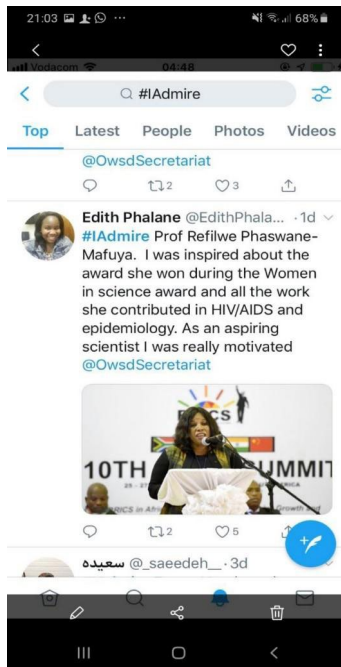 21:03
68%
Vodacom
04:48
#IAdmire
Top Latest People Photos Videos
@OwsdSecretariat
2 3
Edith Phalane @EdithPhala... · 1d
#IAdmire Prof Refilwe Phaswane-
Mafuya. I was inspired about the
award she won during the Women
in science award and all the work
she contributed in HIV/AIDS and
epidemiology. As an aspiring
scientist I was really motivated
@OwsdSecretariat
10TH
UMMIT
2 5
سعیده @_saeedeh__ · 3d